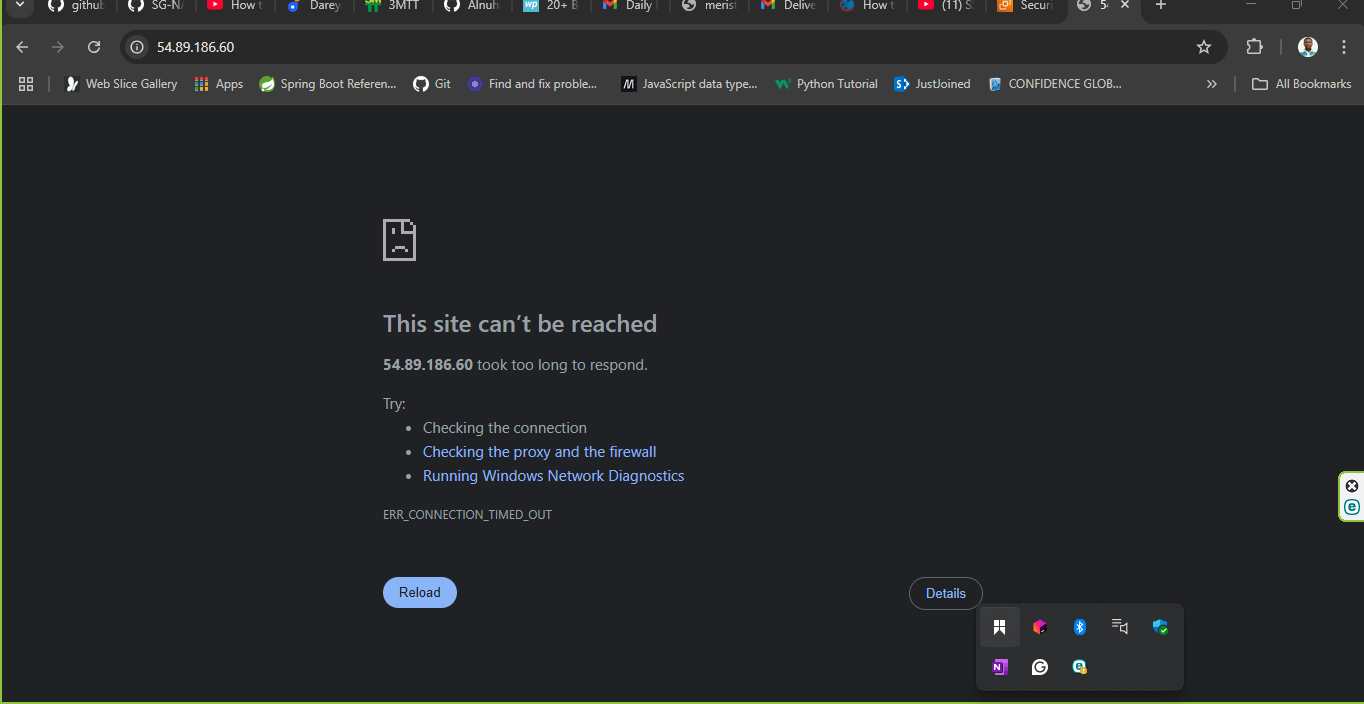 github
SG-N
How t
Darey
3MTT
Alnuh
20+ B
Daily
merist
Delive
How t
(11) S
Securi
54.89.186.60
Web Slice Gallery
Apps
Spring Boot Referen...
Git
Find and fix proble...
JavaScript data type...
Python Tutorial
JustJoined
CONFIDENCE GLOB...
»
All Bookmarks
This site can’t be reached
54.89.186.60 took too long to respond.
Try:
• Checking the connection
• Checking the proxy and the firewall
• Running Windows Network Diagnostics
ERR_CONNECTION_TIMED_OUT
Reload
Details